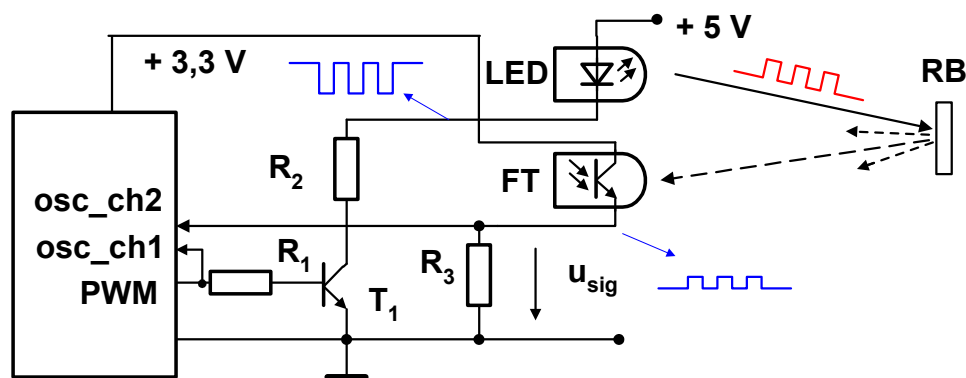 + 5 V
+ 3,3 V
LED
RB
R2
FT
osc_ch2
osc_ch1
R1
R3
usig
PWM
T1